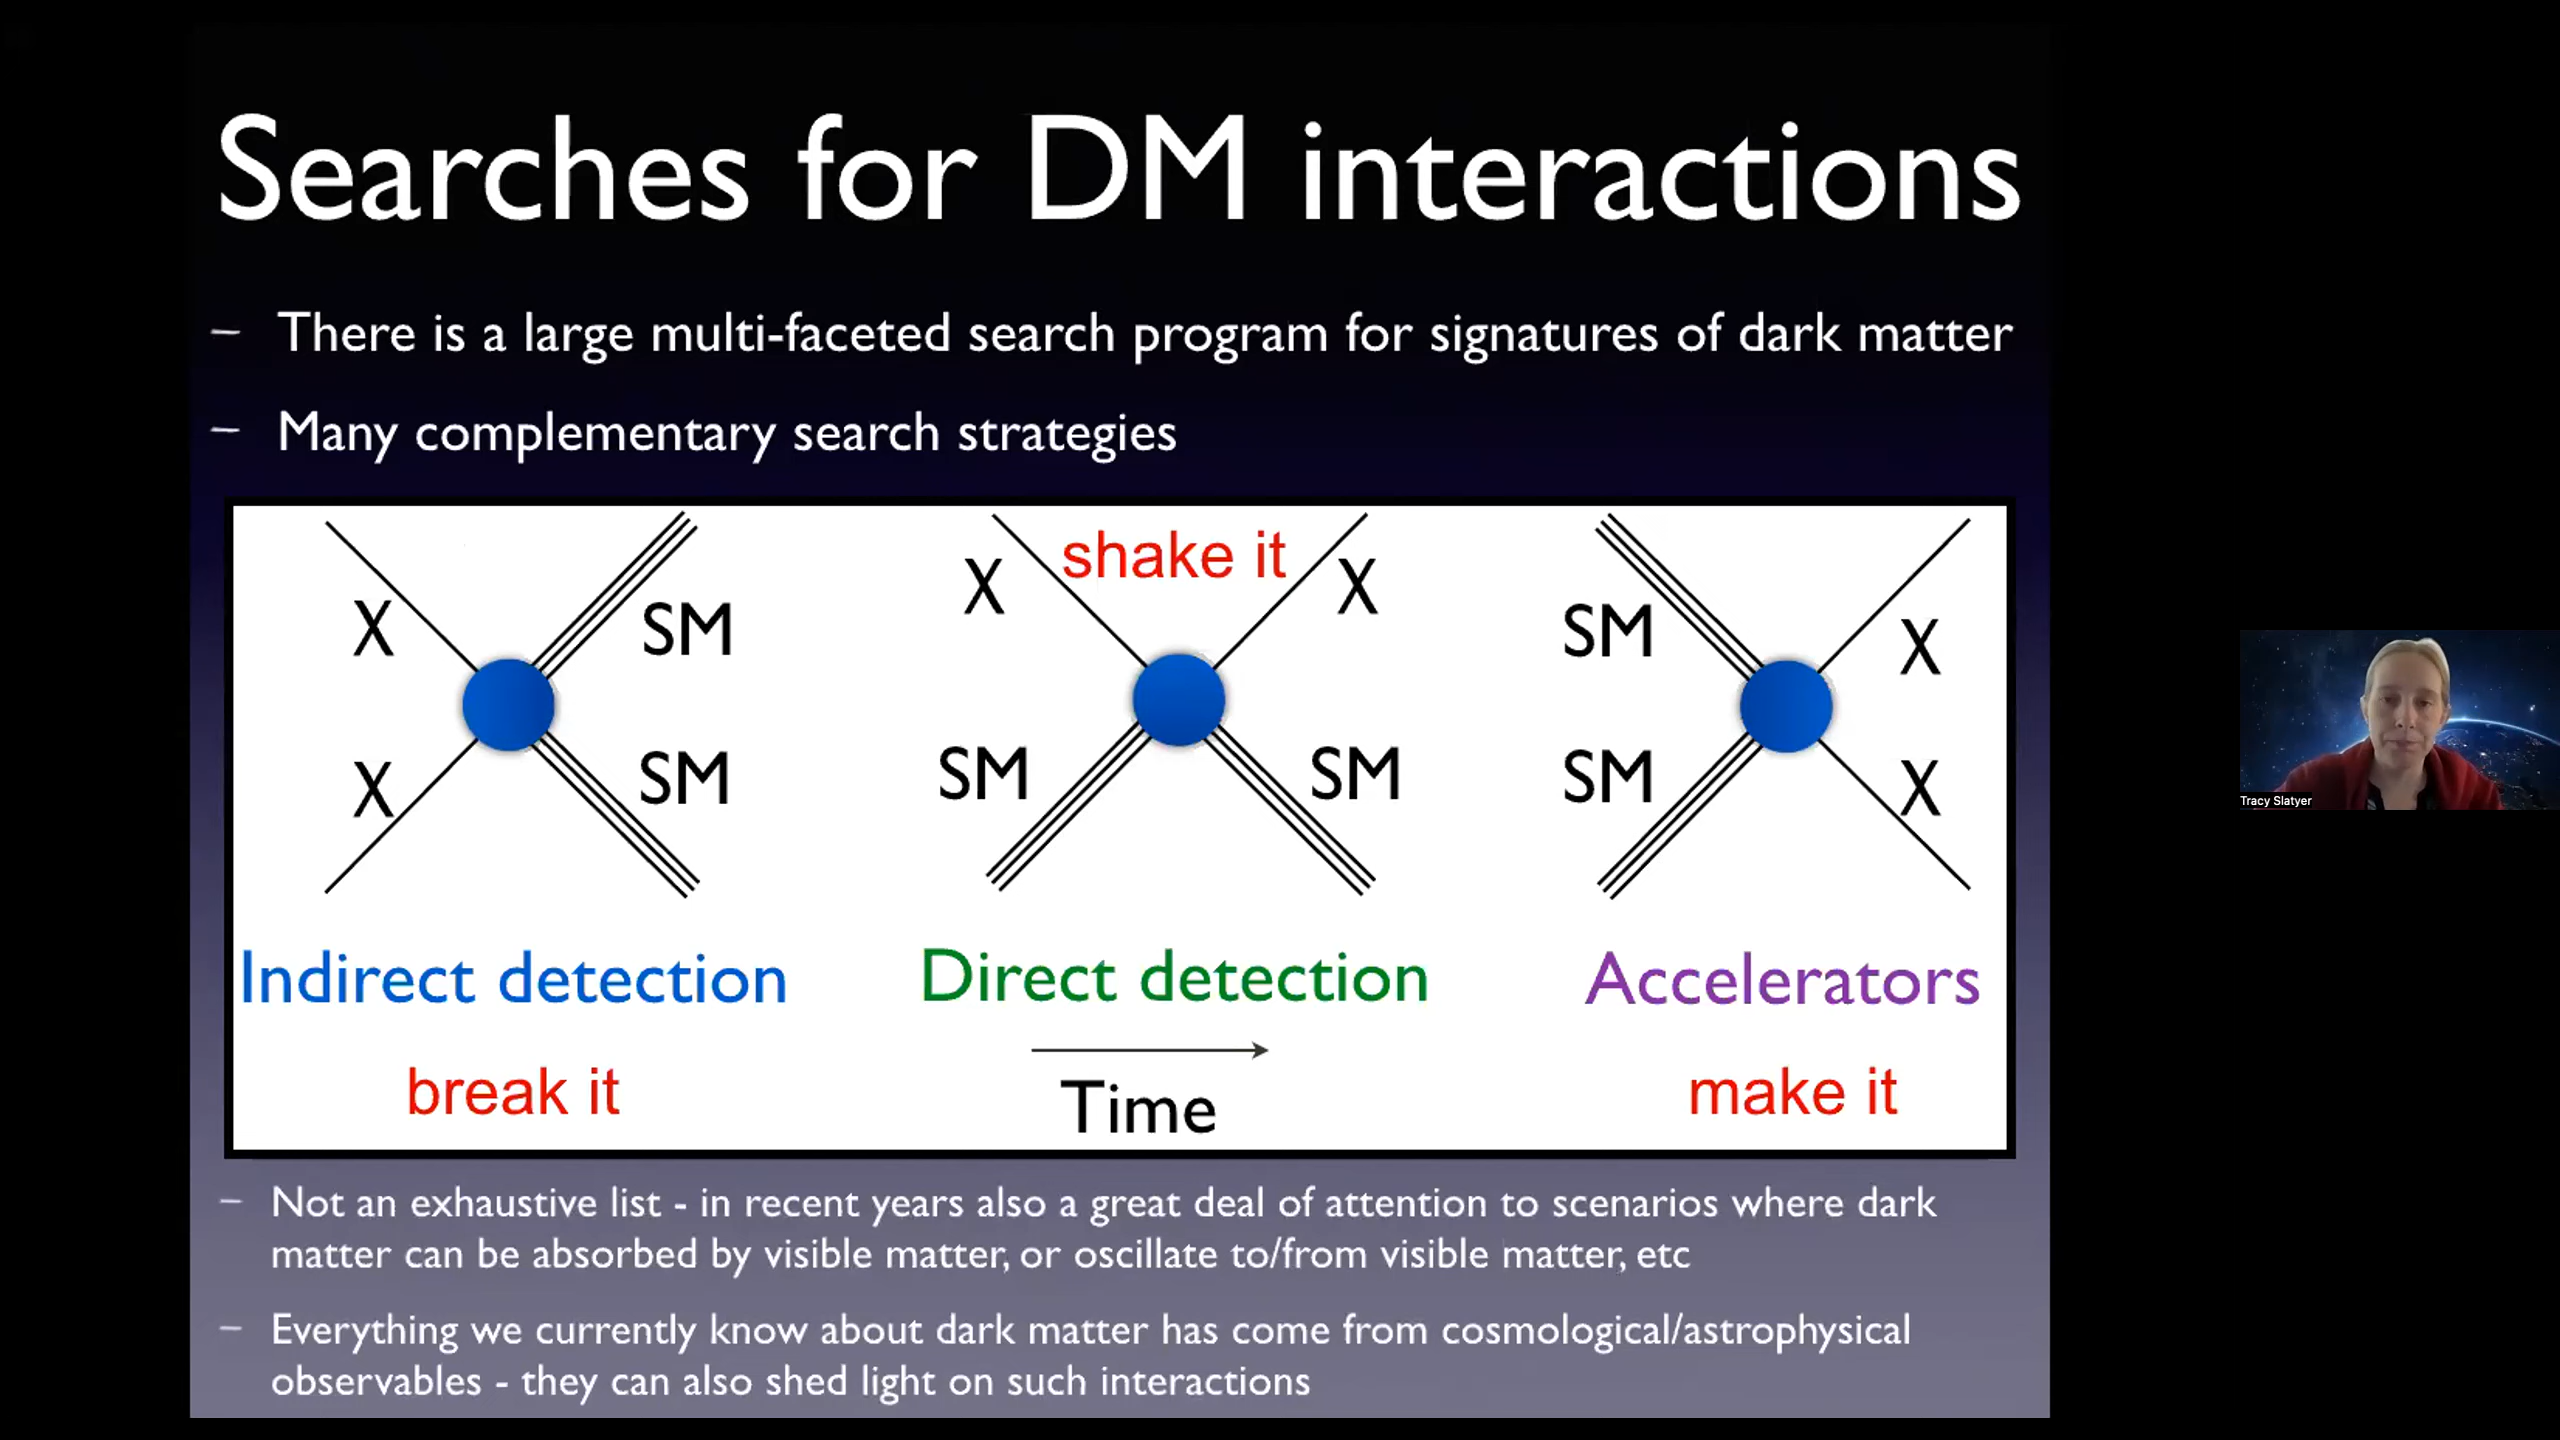 Searches for DM interactions
– There is a large multi-faceted search program for signatures of dark matter
– Many complementary search strategies
X
X
SM
SM
Indirect detection
break it
shake it
X
X
SM
SM
Direct detection
Time
SM
SM
X
X
Accelerators
make it
– Not an exhaustive list - in recent years also a great deal of attention to scenarios where dark
matter can be absorbed by visible matter, or oscillate to/from visible matter, etc
– Everything we currently know about dark matter has come from cosmological/astrophysical
observables - they can also shed light on such interactions
Tracy Slatyer